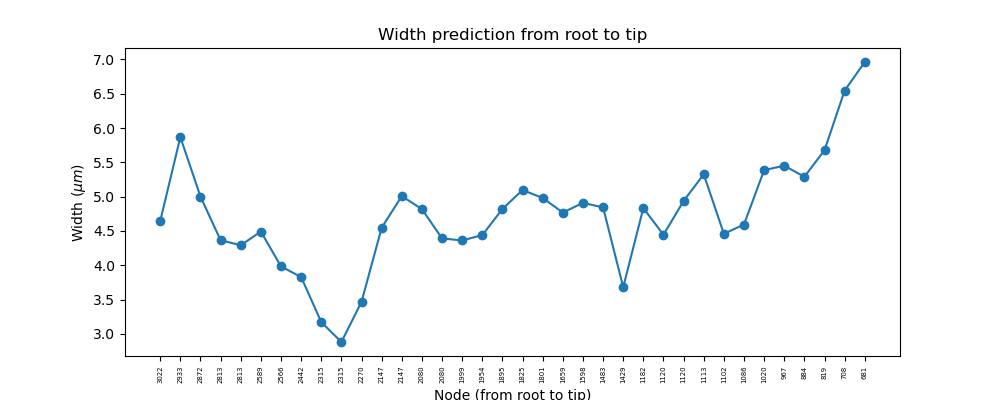 Width prediction from root to tip
Width (μm)
7.0
6.5
6.0
5.5
5.0
4.5
4.0
3.5
3.0
3022 2933 2872 2813 2813 2589 2566 2442 2315 2315 2270 2147 2147 2080 2080 1999 1954 1895 1825 1801 1659 1598 1483 1429 1182 1120 1120 1113 1102 1086 1020 967 884 819 708 681
Node (from root to tip)